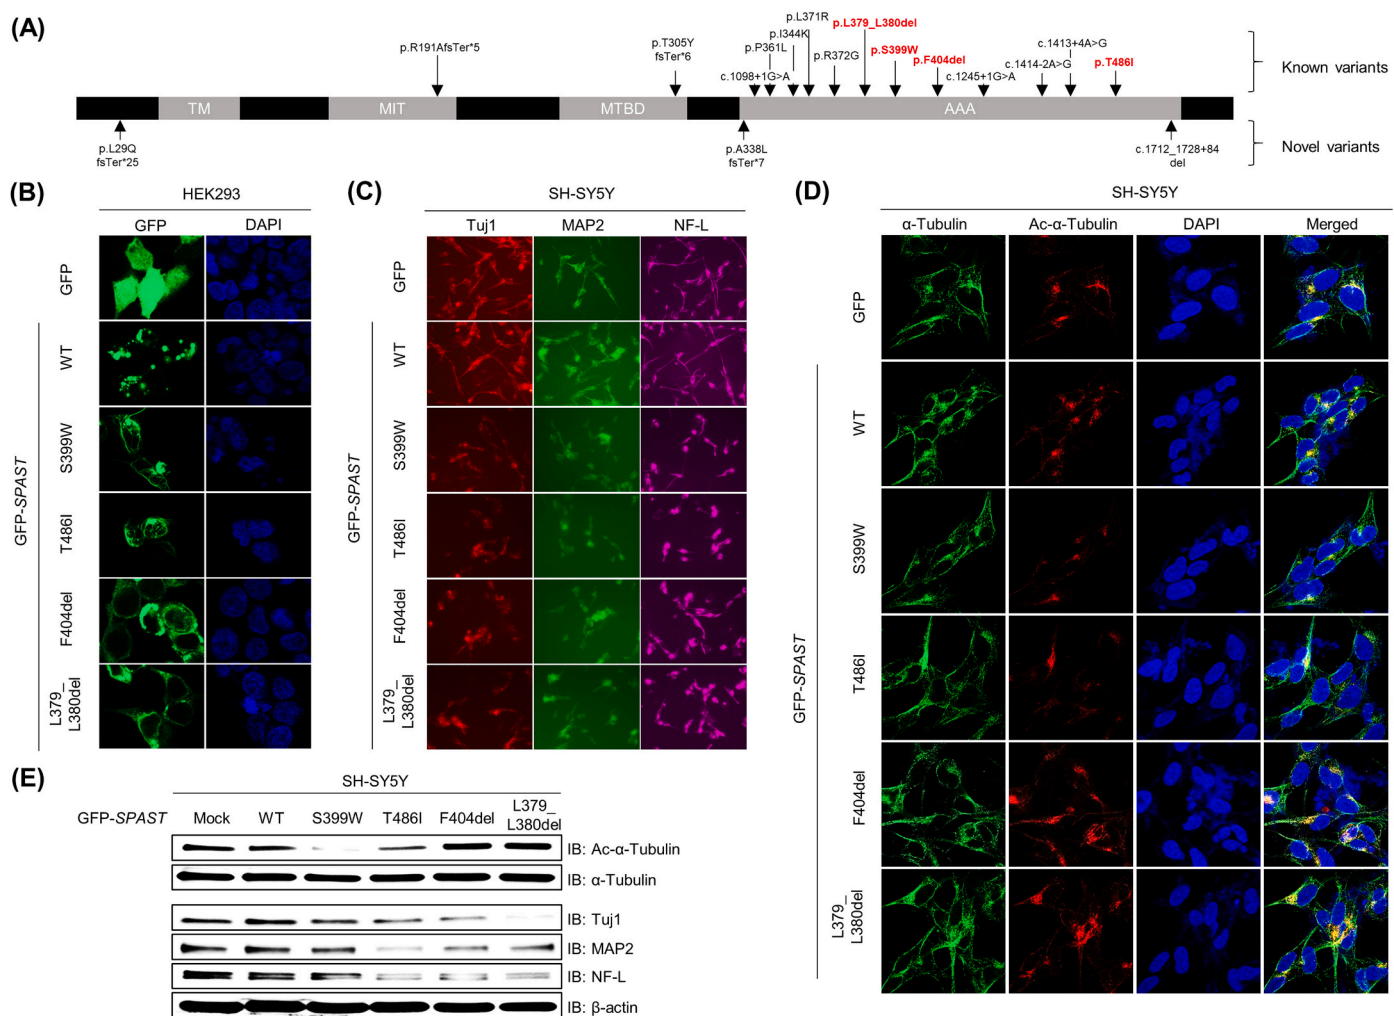 (A)
p.R191AfsTer*5
p.T305Y
fsTer*6
c.1098+1G>A
p.P361L
p.I344K
p.L371R
p.R372G
p.L379_L380del
p.S399W
p.F404del
c.1245+1G>A
c.1414-2A>G
c.1413+4A>G
p.T486I
Known variants
TM
MIT
MTBD
AAA
p.L29Q
fsTer*25
p.A338L
fsTer*7
c.1712_1728+84
del
Novel variants
(B)
HEK293
GFP
DAPI
GFP
WT
S399W
T486I
F404del
L379_
L380del
GFP-SPAST
(C)
SH-SY5Y
Tuj1
MAP2
NF-L
GFP
WT
S399W
T486I
F404del
L379_
L380del
GFP-SPAST
(D)
SH-SY5Y
α-Tubulin
Ac-α-Tubulin
DAPI
Merged
GFP
WT
S399W
T486I
F404del
L379_
L380del
GFP-SPAST
(E)
SH-SY5Y
GFP-SPAST
Mock
WT
S399W
T486I
F404del
L379_
L380del
IB: Ac-α-Tubulin
IB: α-Tubulin
IB: Tuj1
IB: MAP2
IB: NF-L
IB: β-actin